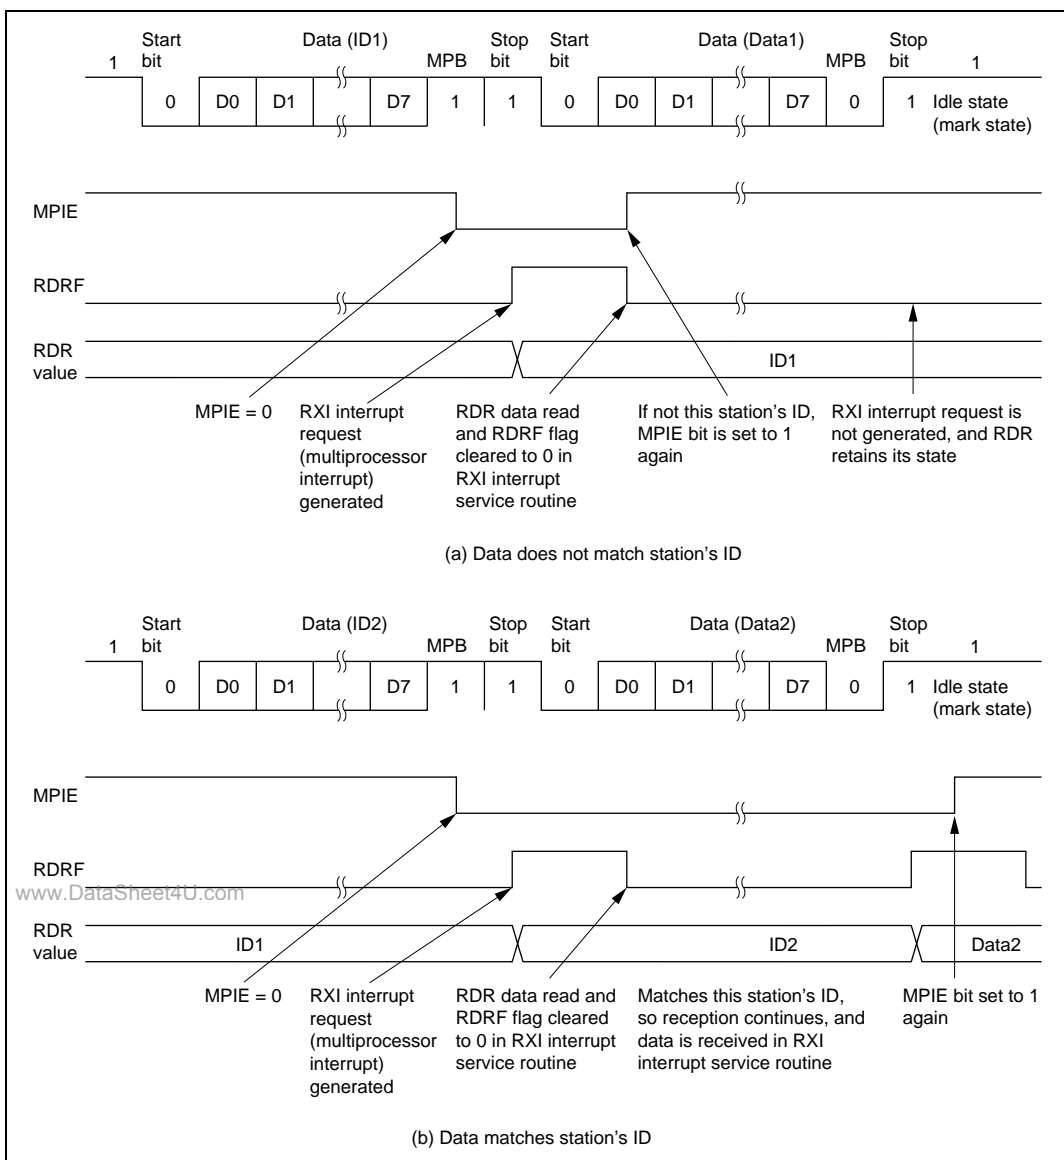 Start bit Data (ID1) Stop bit Start bit Data (Data1) Stop bit
1 MPB MPB 1
0 D0 D1 D7 1 1 0 D0 D1 D7 0 1 Idle state (mark state)
MPIE
RDRF
RDR value
ID1
MPIE = 0
RXI interrupt
request
(multiprocessor
interrupt)
generated
RDR data read
and RDRF flag
cleared to 0 in
RXI interrupt
service routine
If not this station's ID,
MPIE bit is set to 1
again
RXI interrupt request is
not generated, and RDR
retains its state
(a) Data does not match station's ID
Start bit Data (ID2) Stop bit Start bit Data (Data2) Stop bit
1 MPB MPB 1
0 D0 D1 D7 1 1 0 D0 D1 D7 0 1 Idle state (mark state)
MPIE
RDRF
www.DataSheet4U.com
RDR value
ID1 ID2 Data2
MPIE = 0
RXI interrupt
request
(multiprocessor
interrupt)
generated
RDR data read and
RDRF flag cleared
to 0 in RXI interrupt
service routine
Matches this station's ID,
so reception continues, and
data is received in RXI
interrupt service routine
MPIE bit set to 1
again
(b) Data matches station's ID